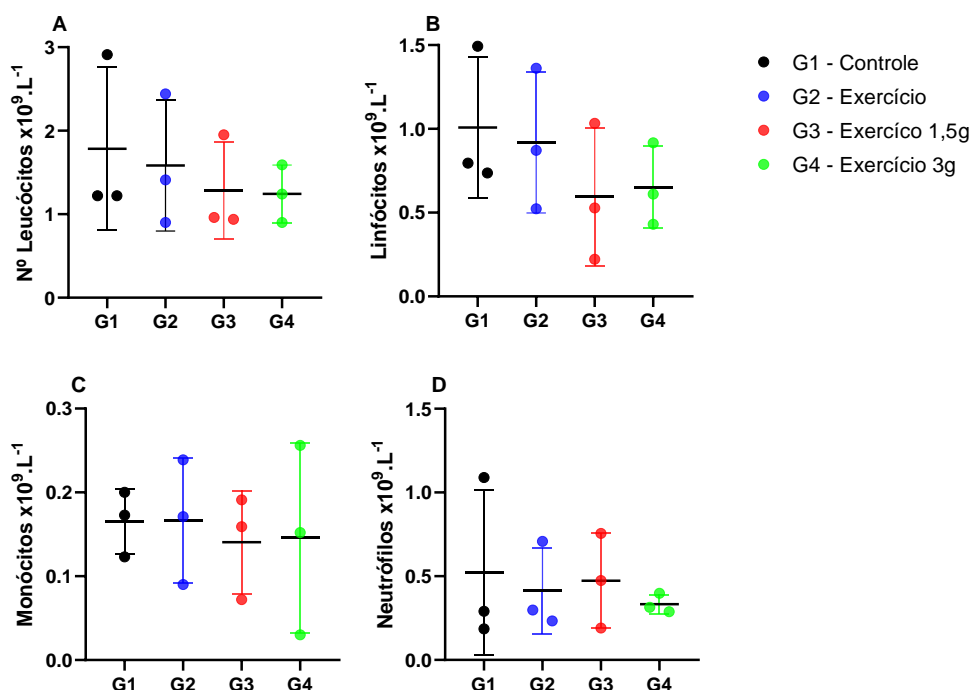 A
Nº Leucócitos x10⁹.L⁻¹
3
2
1
0
G1 G2 G3 G4
B
Linfócitos x10⁹.L⁻¹
1.5
1.0
0.5
0.0
G1 G2 G3 G4
G1 - Controle
G2 - Exercício
G3 - Exercíco 1,5g
G4 - Exercício 3g
C
Monócitos x10⁹.L⁻¹
0.3
0.2
0.1
0.0
G1 G2 G3 G4
D
Neutrófilos x10⁹.L⁻¹
1.5
1.0
0.5
0.0
G1 G2 G3 G4